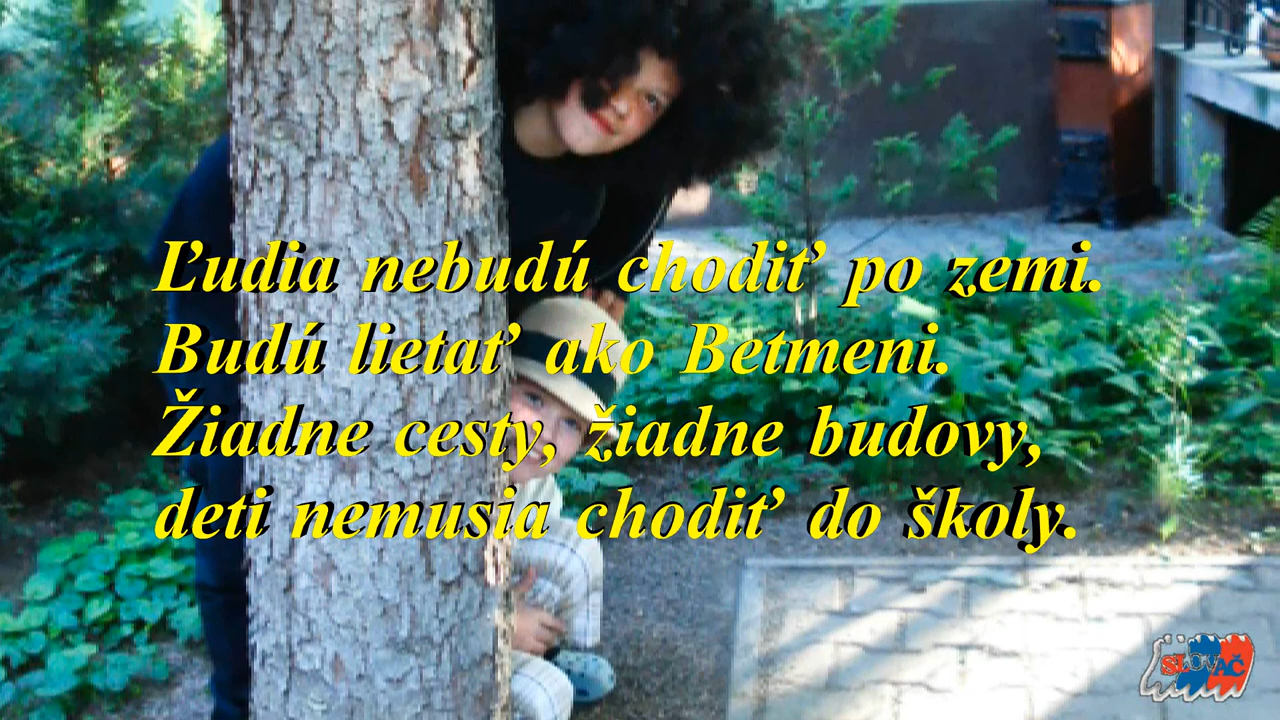 Ľudia nebudú chodiť po zemi.
Budú lietať ako Betmeni.
Žiadne cesty, žiadne budovy,
deti nemusia chodiť do školy.
SLOVAČ